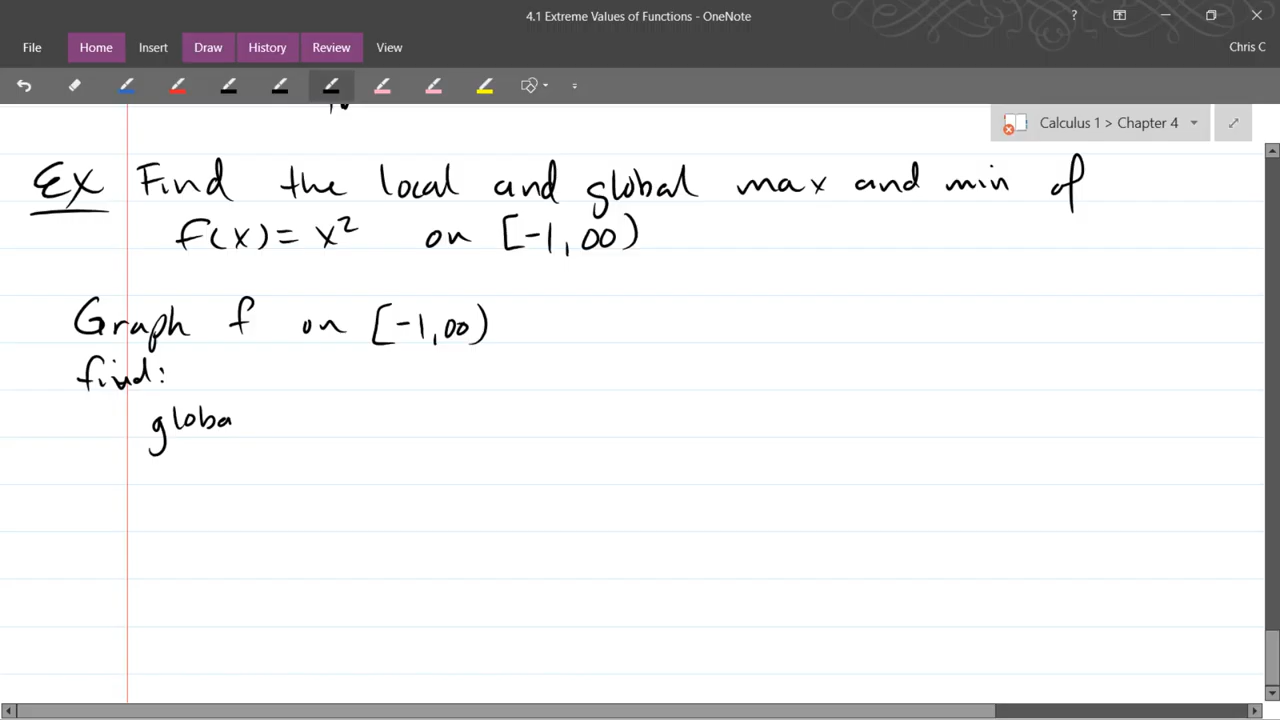 4.1 Extreme Values of Functions - OneNote
File Home Insert Draw History Review View Chris C
Calculus 1 > Chapter 4
Ex Find the local and global max and min of
f(x) = x² on [-1, ∞)
Graph f on [-1, ∞)
find:
globa